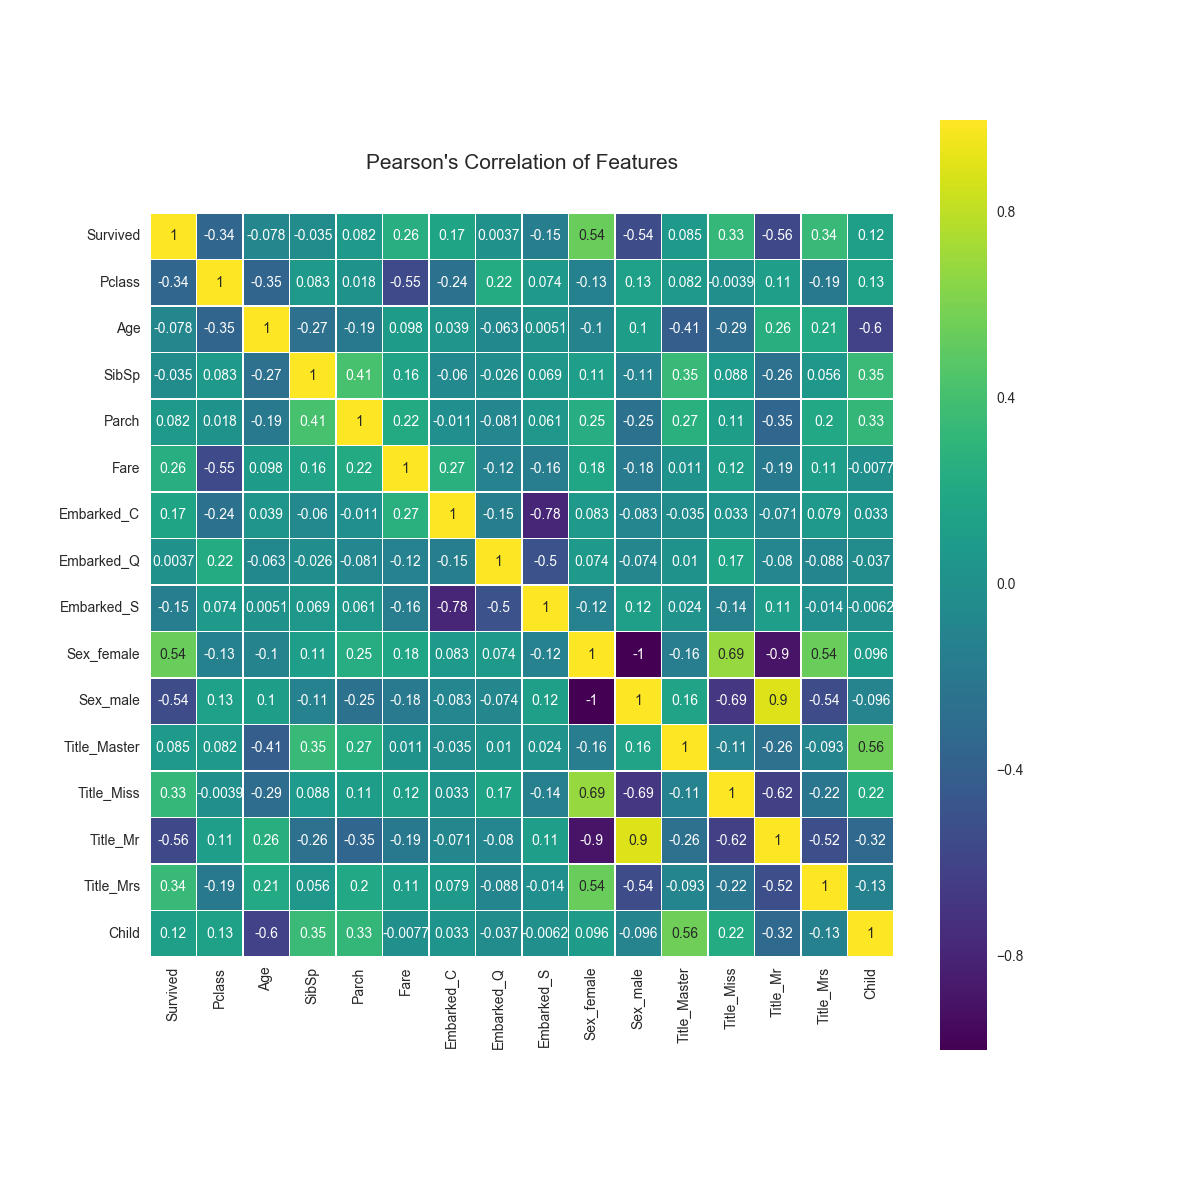 Pearson's Correlation of Features
0.8
Survived 1 -0.34 -0.078 -0.035 0.082 0.26 0.17 0.0037 -0.15 0.54 -0.54 0.085 0.33 -0.56 0.34 0.12
Pclass -0.34 1 -0.35 0.083 0.018 -0.55 -0.24 0.22 0.074 -0.13 0.13 0.082 -0.0039 0.11 -0.19 0.13
Age -0.078 -0.35 1 -0.27 -0.19 0.098 0.039 -0.063 0.0051 -0.1 0.1 -0.41 -0.29 0.26 0.21 -0.6
SibSp -0.035 0.083 -0.27 1 0.41 0.16 -0.06 -0.026 0.069 0.11 -0.11 0.35 0.088 -0.26 0.056 0.35
0.4
Parch 0.082 0.018 -0.19 0.41 1 0.22 -0.011 -0.081 0.061 0.25 -0.25 0.27 0.11 -0.35 0.2 0.33
Fare 0.26 -0.55 0.098 0.16 0.22 1 0.27 -0.12 -0.16 0.18 -0.18 0.011 0.12 -0.19 0.11 -0.0077
Embarked_C 0.17 -0.24 0.039 -0.06 -0.011 0.27 1 -0.15 -0.78 0.083 -0.083 -0.035 0.033 -0.071 0.079 0.033
Embarked_Q 0.0037 0.22 -0.063 -0.026 -0.081 -0.12 -0.15 1 -0.5 0.074 -0.074 0.01 0.17 -0.08 -0.088 -0.037
0.0
Embarked_S -0.15 0.074 0.0051 0.069 0.061 -0.16 -0.78 -0.5 1 -0.12 0.12 0.024 -0.14 0.11 -0.014 -0.0062
Sex_female 0.54 -0.13 -0.1 0.11 0.25 0.18 0.083 0.074 -0.12 1 -1 -0.16 0.69 -0.9 0.54 0.096
Sex_male -0.54 0.13 0.1 -0.11 -0.25 -0.18 -0.083 -0.074 0.12 -1 1 0.16 -0.69 0.9 -0.54 -0.096
Title_Master 0.085 0.082 -0.41 0.35 0.27 0.011 -0.035 0.01 0.024 -0.16 0.16 1 -0.11 -0.26 -0.093 0.56
−0.4
Title_Miss 0.33 -0.0039 -0.29 0.088 0.11 0.12 0.033 0.17 -0.14 0.69 -0.69 -0.11 1 -0.62 -0.22 0.22
Title_Mr -0.56 0.11 0.26 -0.26 -0.35 -0.19 -0.071 -0.08 0.11 -0.9 0.9 -0.26 -0.62 1 -0.52 -0.32
Title_Mrs 0.34 -0.19 0.21 0.056 0.2 0.11 0.079 -0.088 -0.014 0.54 -0.54 -0.093 -0.22 -0.52 1 -0.13
Child 0.12 0.13 -0.6 0.35 0.33 -0.0077 0.033 -0.037 -0.0062 0.096 -0.096 0.56 0.22 -0.32 -0.13 1
−0.8
Survived Pclass Age SibSp Parch Fare Embarked_C Embarked_Q Embarked_S Sex_female Sex_male Title_Master Title_Miss Title_Mr Title_Mrs Child